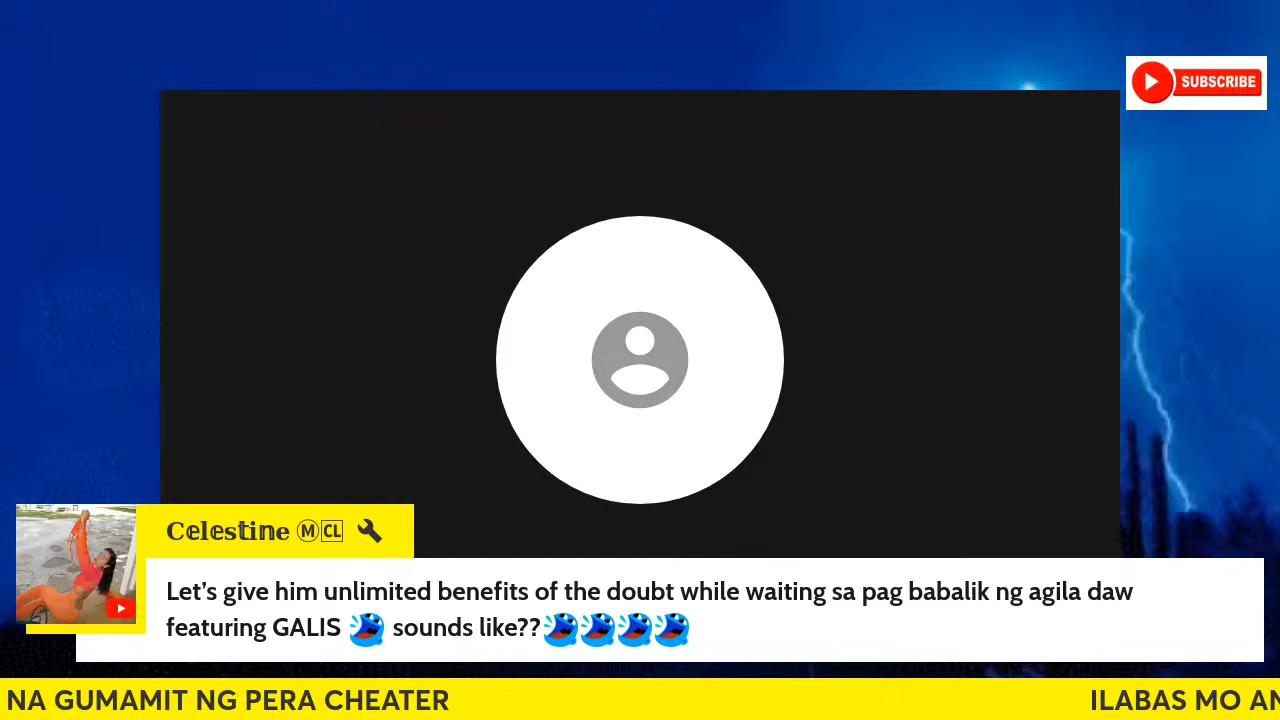 SUBSCRIBE
Celestine Ⓜ🄲🄻
Let’s give him unlimited benefits of the doubt while waiting sa pag babalik ng agila daw
featuring GALIS sounds like??
NA GUMAMIT NG PERA CHEATER
ILABAS MO